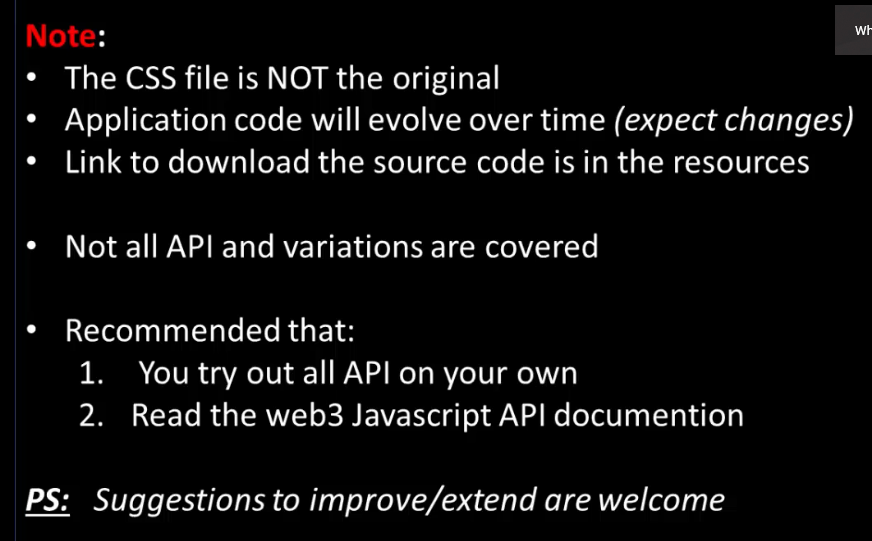 Note:
• The CSS file is NOT the original
• Application code will evolve over time (expect changes)
• Link to download the source code is in the resources
• Not all API and variations are covered
• Recommended that:
1. You try out all API on your own
2. Read the web3 Javascript API documention
PS: Suggestions to improve/extend are welcome